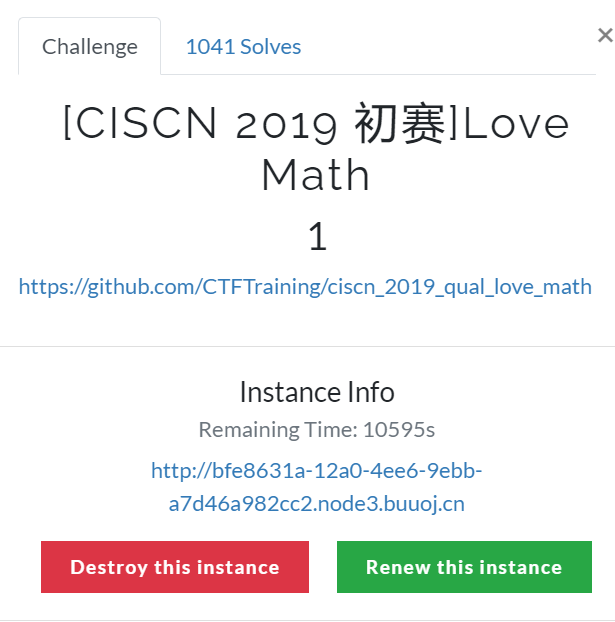 Challenge
1041 Solves
×
[CISCN 2019 初赛]Love
Math
1
https://github.com/CTFTraining/ciscn_2019_qual_love_math
Instance Info
Remaining Time: 10595s
http://bfe8631a-12a0-4ee6-9ebb-
a7d46a982cc2.node3.buuoj.cn
Destroy this instance
Renew this instance